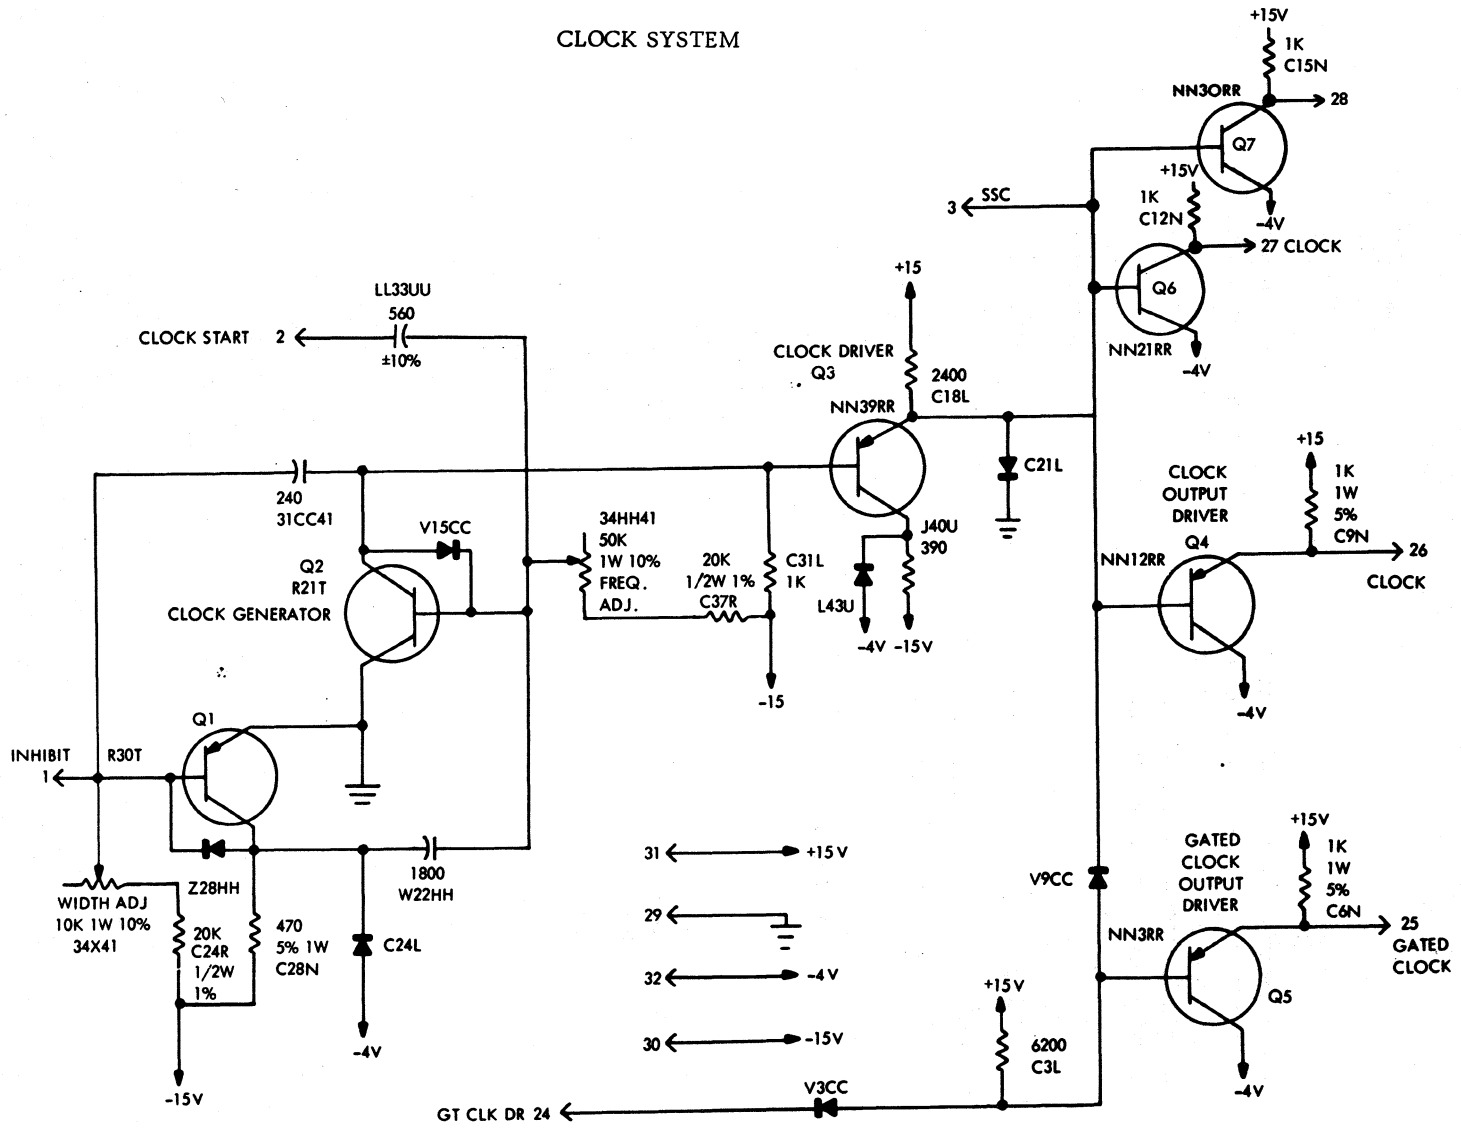 CLOCK SYSTEM
+15V
1K
C15N
NN30RR
28
Q7
+15V
SSC
3
1K
C12N
-4V
27 CLOCK
+15
Q6
LL33UU
560
CLOCK START 2
±10%
CLOCK DRIVER
Q3
NN21RR
-4V
2400
C18L
NN39RR
+15
CLOCK
OUTPUT
DRIVER
1K
1W
5%
C9N
C21L
240
31CC41
V15CC
34HH41
50K
1W 10%
FREQ.
ADJ.
J40U
390
Q2
R21T
CLOCK GENERATOR
20K
1/2W 1%
C37R
C31L
1K
L43U
NN12RR
Q4
26
CLOCK
-4V
-15V
-15
-4V
Q1
INHIBIT
1
R30T
Z28HH
1800
W22HH
WIDTH ADJ
10K 1W 10%
34X41
20K
C24R
1/2W
1%
470
5% 1W
C28N
C24L
-4V
-15V
31
+15V
29
32
-4V
30
-15V
+15V
GATED
CLOCK
OUTPUT
DRIVER
1K
1W
5%
C6N
V9CC
NN3RR
25
GATED
CLOCK
Q5
+15V
6200
C3L
-4V
V3CC
GT CLK DR 24